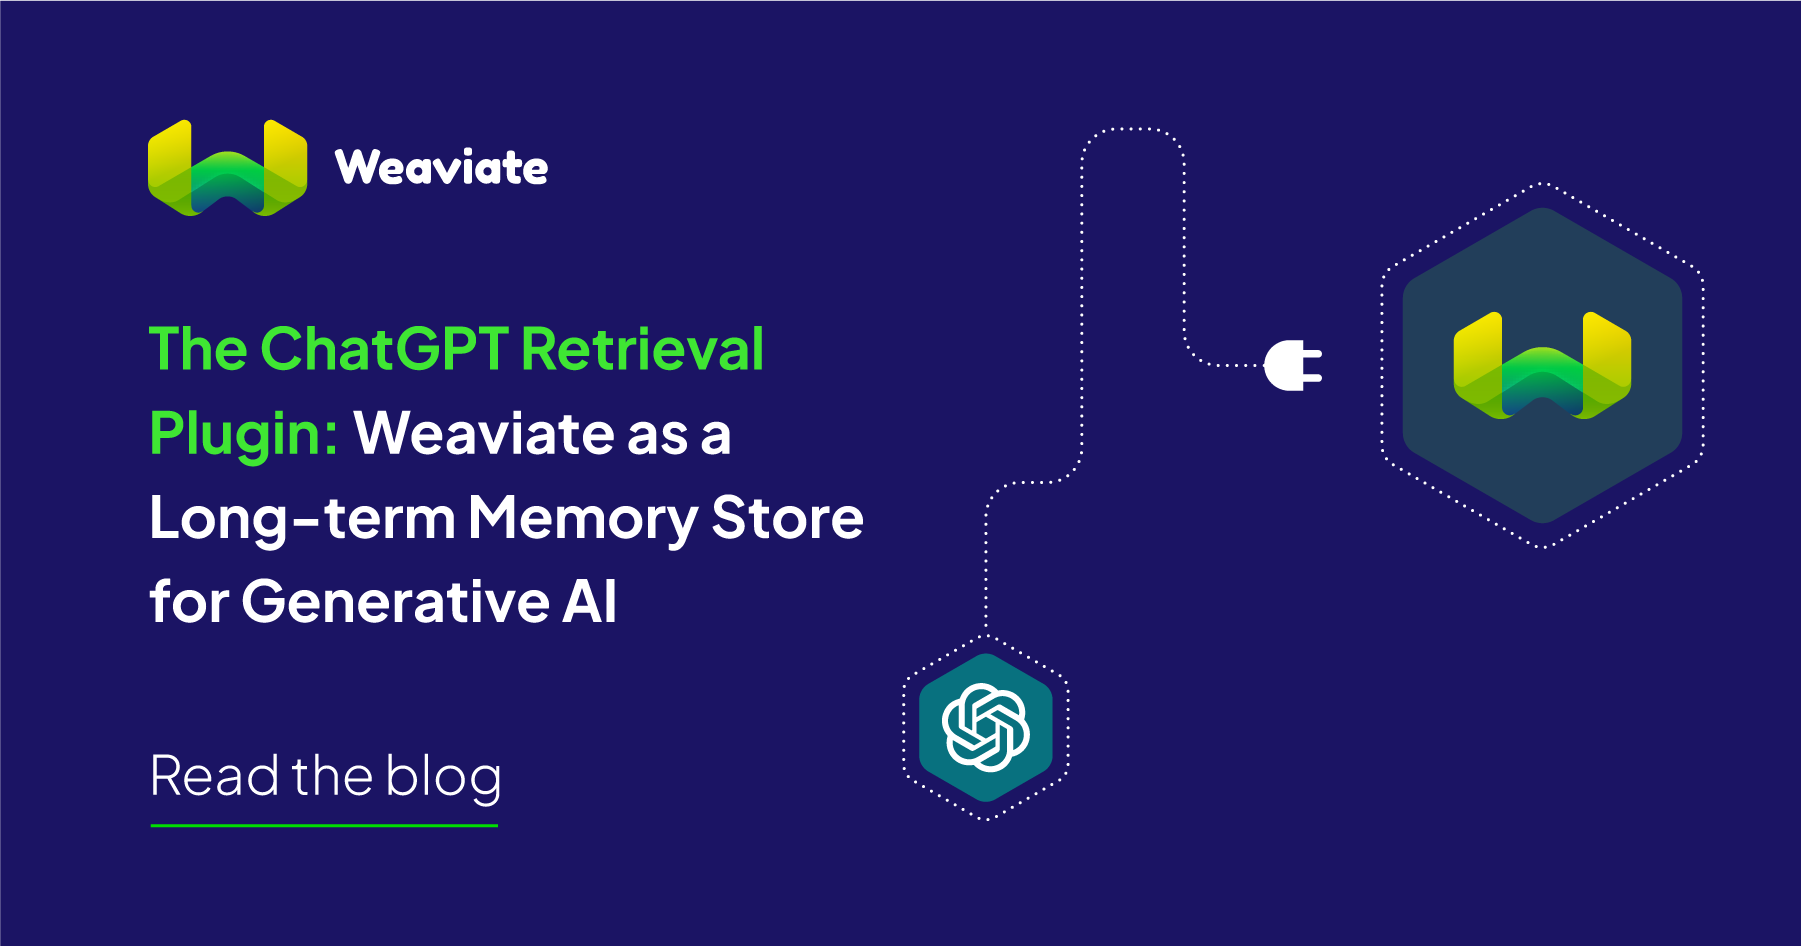 Weaviate
The ChatGPT Retrieval
Plugin: Weaviate as a
Long-term Memory Store
for Generative AI
Read the blog